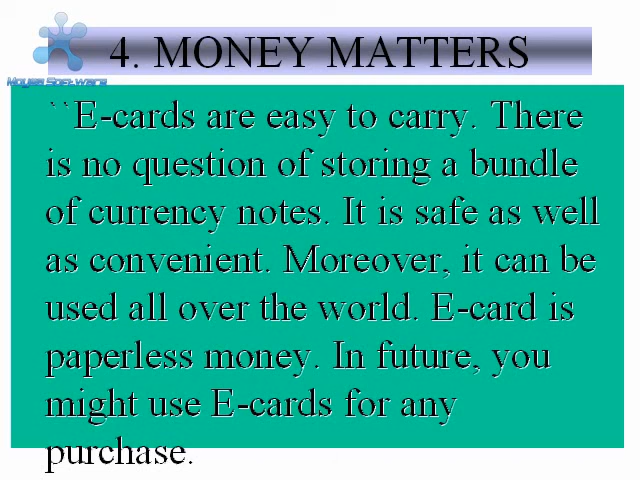 4. MONEY MATTERS
Moyea Software
``E-cards are easy to carry. There
is no question of storing a bundle
of currency notes. It is safe as well
as convenient. Moreover, it can be
used all over the world. E-card is
paperless money. In future, you
might use E-cards for any
purchase.